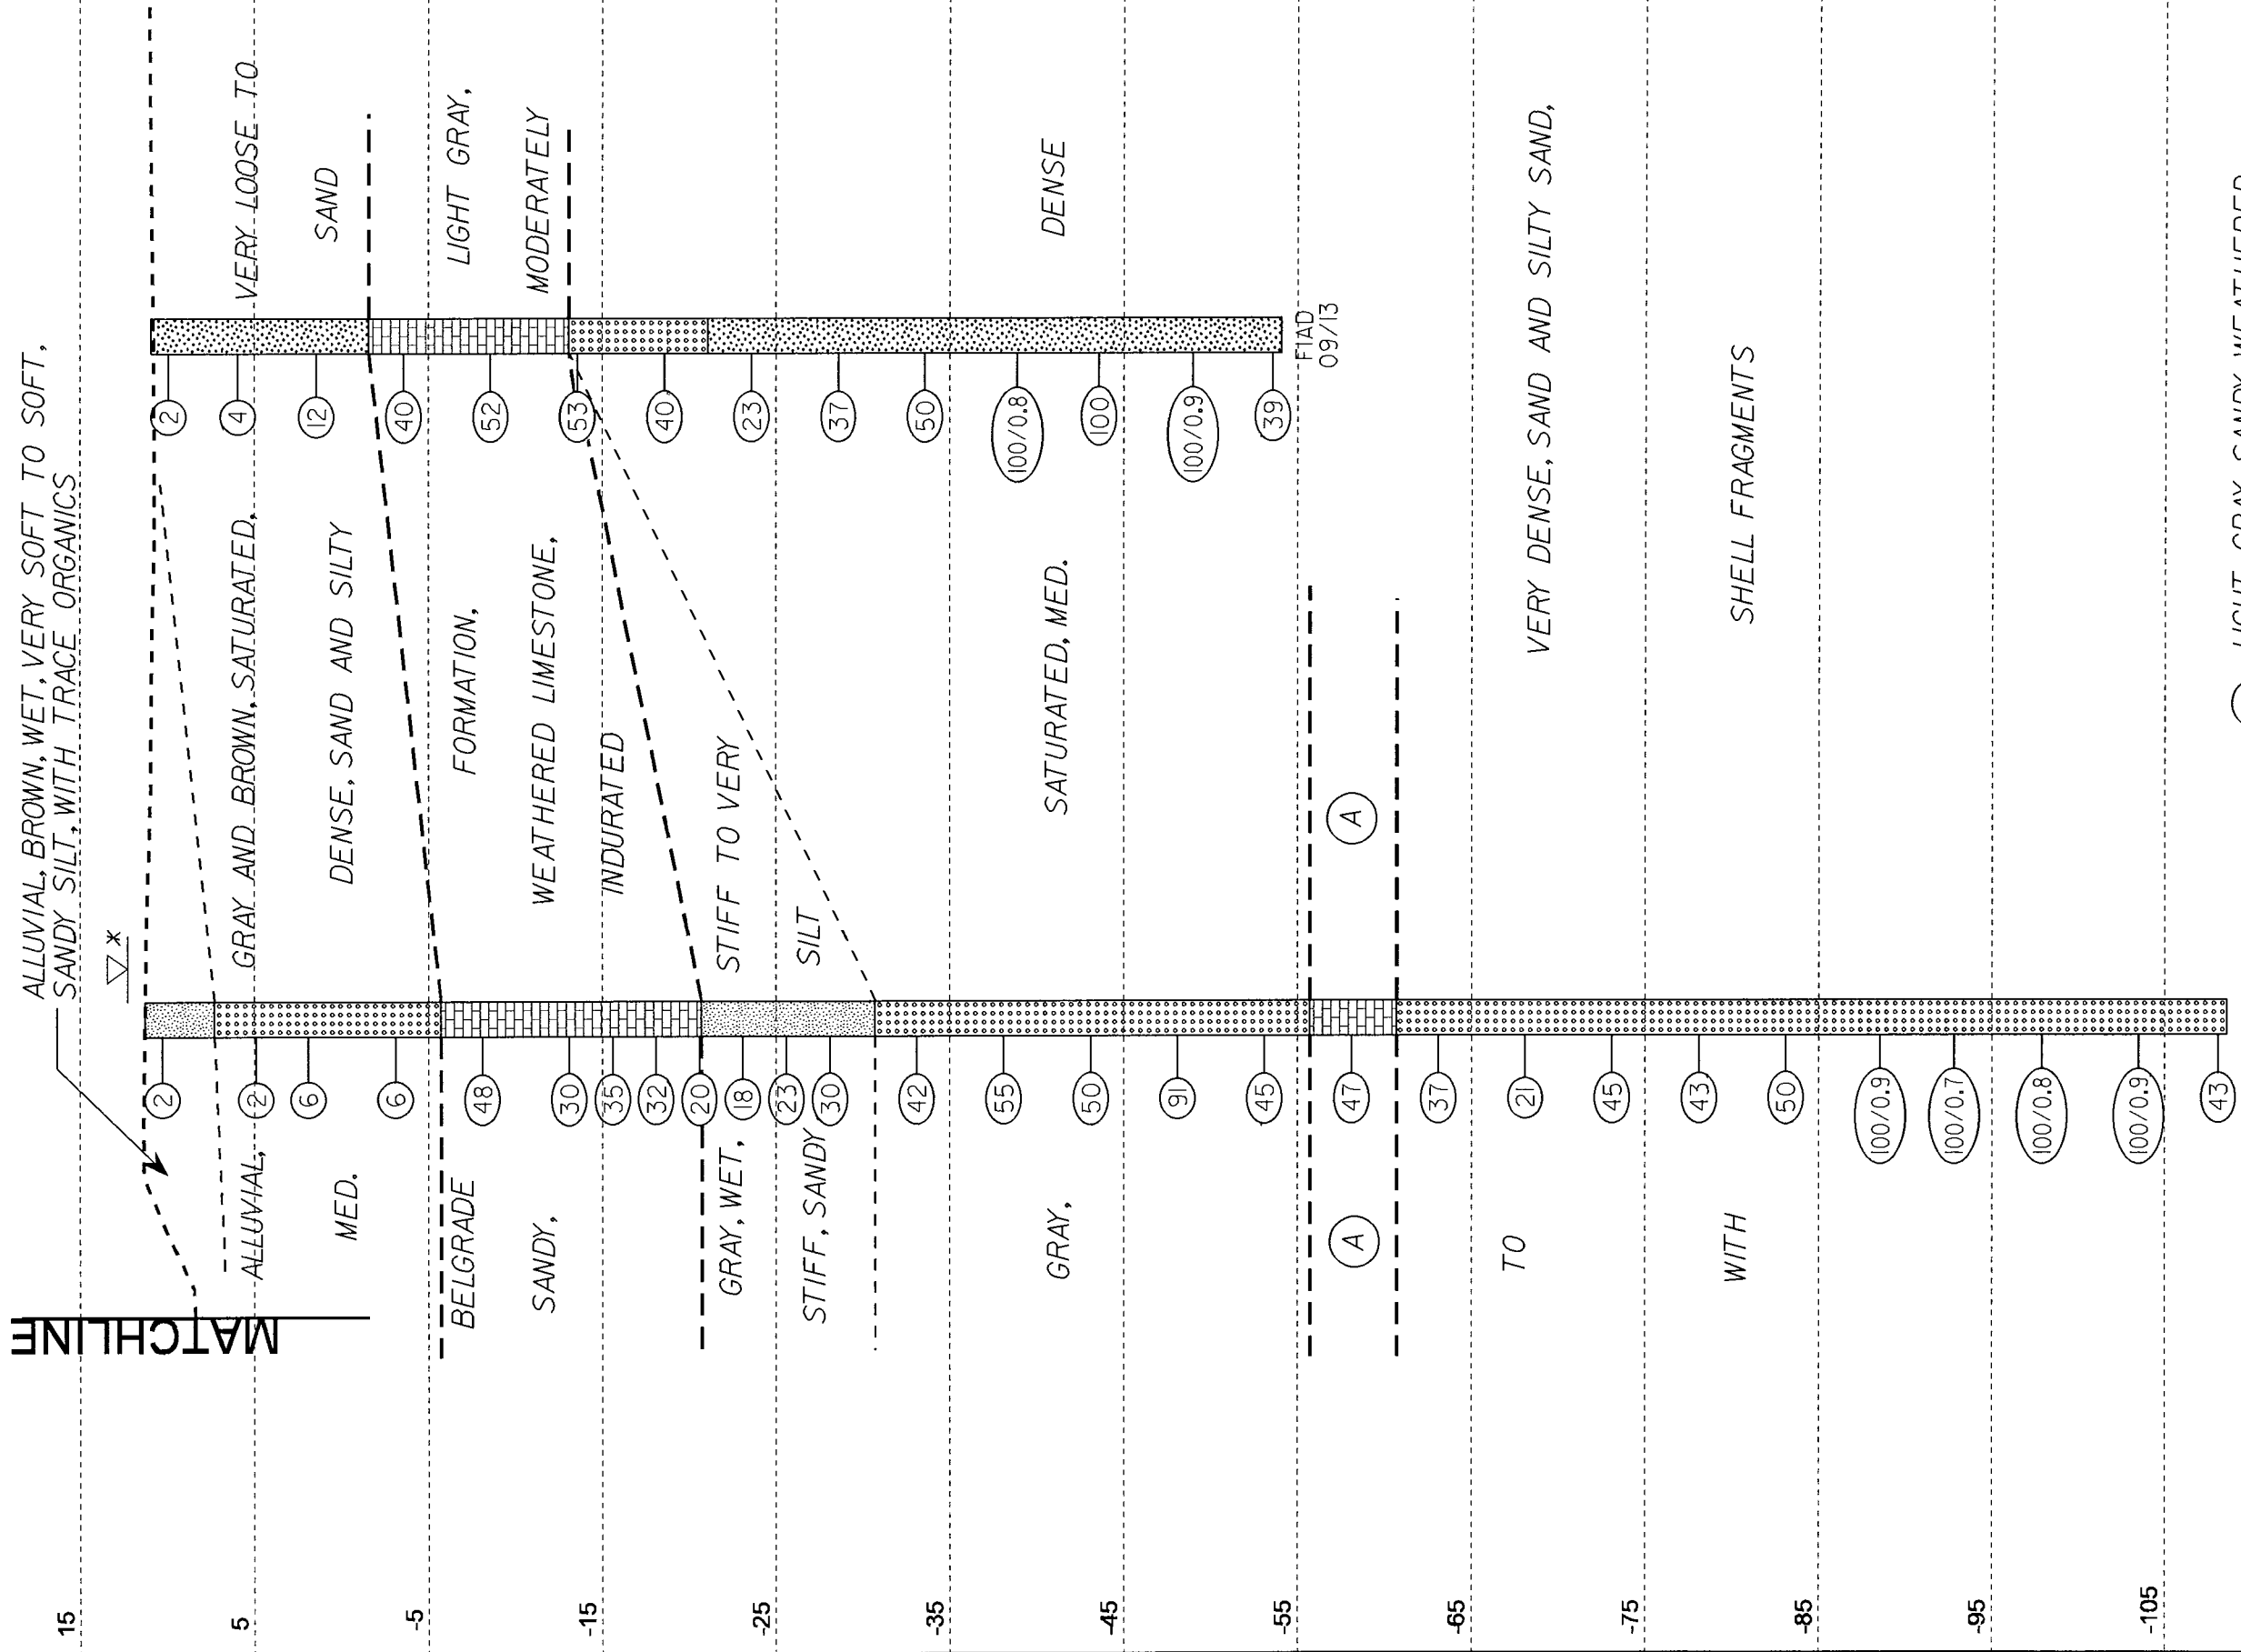 ALLUVIAL, BROWN, WET, VERY SOFT TO SOFT,
SANDY SILT, WITH TRACE ORGANICS
MATCHLINE
15
*
2
2
5
ALLUVIAL,
2
GRAY AND BROWN, SATURATED,
4
VERY LOOSE TO
6
12
MED.
DENSE, SAND AND SILTY
SAND
6
40
-5
BELGRADE
FORMATION,
LIGHT GRAY,
48
52
SANDY,
WEATHERED LIMESTONE,
MODERATELY
30
53
-15
35
INDURATED
32
40
20
GRAY, WET,
18
STIFF TO VERY
23
-25
23
STIFF, SANDY
30
SILT
37
42
50
-35
55
100/0.8
GRAY,
SATURATED, MED.
DENSE
50
100
-45
91
100/0.9
45
39
-55
FIAD
09/13
A
47
A
37
-65
TO
21
VERY DENSE, SAND AND SILTY SAND,
45
-75
43
WITH
SHELL FRAGMENTS
50
-85
100/0.9
100/0.7
-95
100/0.8
100/0.9
-105
43